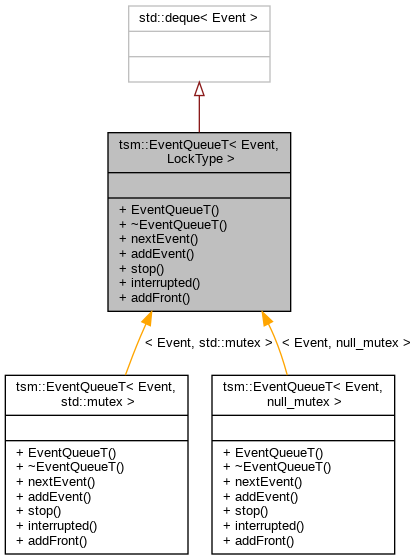 std::deque< Event >
tsm::EventQueueT< Event,
LockType >
+ EventQueueT()
+ ~EventQueueT()
+ nextEvent()
+ addEvent()
+ stop()
+ interrupted()
+ addFront()
< Event, std::mutex >
< Event, null_mutex >
tsm::EventQueueT< Event,
std::mutex >
+ EventQueueT()
+ ~EventQueueT()
+ nextEvent()
+ addEvent()
+ stop()
+ interrupted()
+ addFront()
tsm::EventQueueT< Event,
null_mutex >
+ EventQueueT()
+ ~EventQueueT()
+ nextEvent()
+ addEvent()
+ stop()
+ interrupted()
+ addFront()